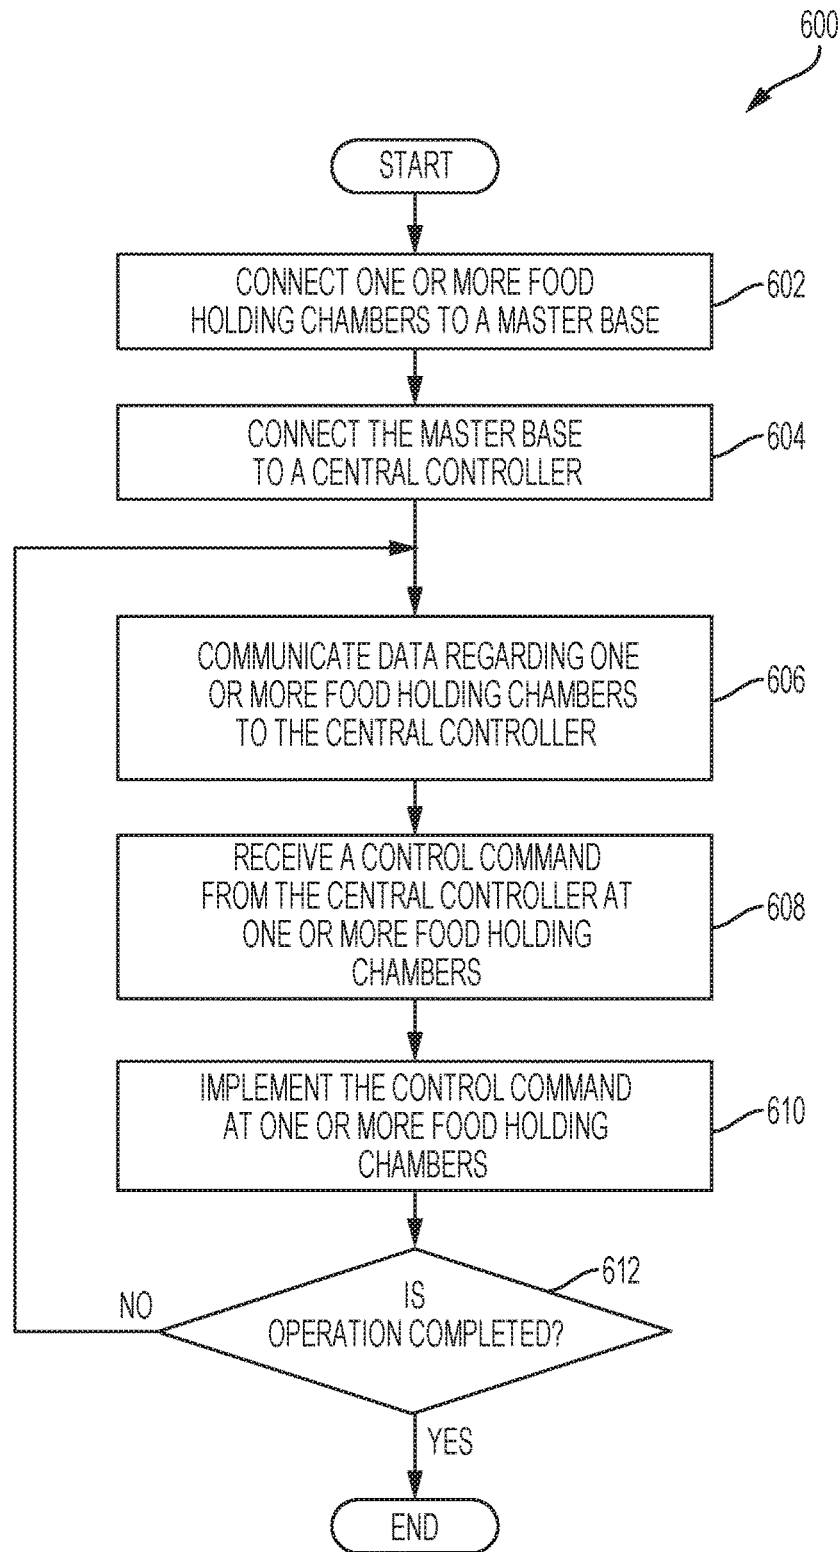 600
START
CONNECT ONE OR MORE FOOD
HOLDING CHAMBERS TO A MASTER BASE
602
CONNECT THE MASTER BASE
TO A CENTRAL CONTROLLER
604
COMMUNICATE DATA REGARDING ONE
OR MORE FOOD HOLDING CHAMBERS
TO THE CENTRAL CONTROLLER
606
RECEIVE A CONTROL COMMAND
FROM THE CENTRAL CONTROLLER AT
ONE OR MORE FOOD HOLDING
CHAMBERS
608
IMPLEMENT THE CONTROL COMMAND
AT ONE OR MORE FOOD HOLDING
CHAMBERS
610
612
NO
IS
OPERATION COMPLETED?
YES
END